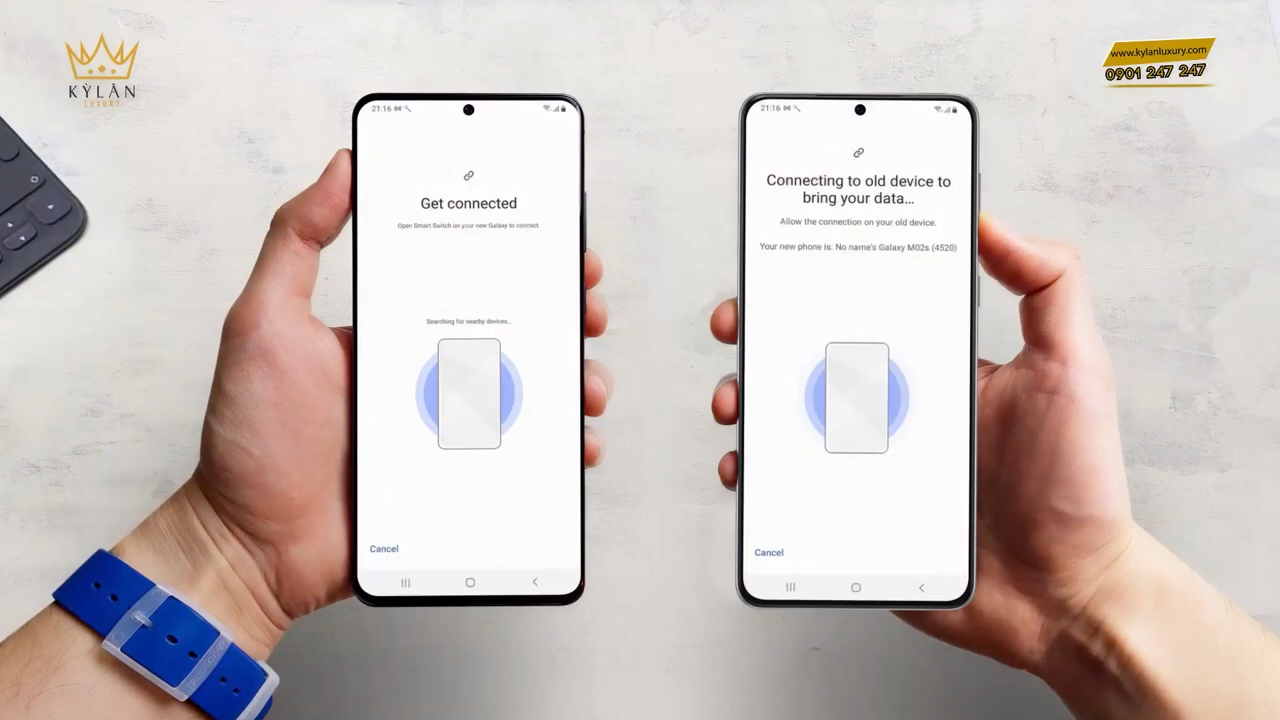 KỲLÂN
LUXURY
www.kylanluxury.com
0901 247 247
21:16
Get connected
Open Smart Switch on your new Galaxy to connect.
Searching for nearby devices...
Cancel
21:16
Connecting to old device to
bring your data...
Allow the connection on your old device.
Your new phone is: No name's Galaxy M02s (4520)
Cancel